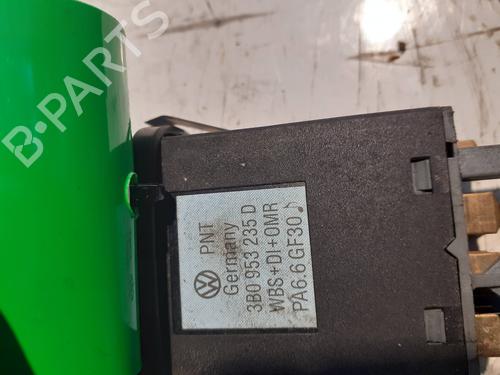 B-PARTS
PNT
Germany
3B0 953 235 D
WBS+DI+OMR
PA6.6 GF30